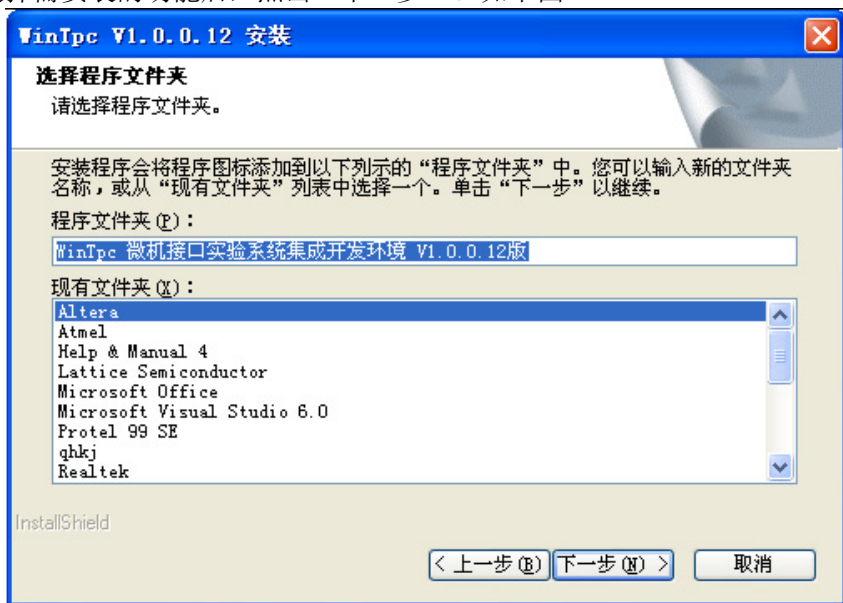 WinTpc V1.0.0.12 安装
选择程序文件夹
请选择程序文件夹。
安装程序会将程序图标添加到以下列示的“程序文件夹”中。您可以输入新的文件夹
名称，或从“现有文件夹”列表中选择一个。单击“下一步”以继续。
程序文件夹(P)：
WinTpc 微机接口实验系统集成开发环境 V1.0.0.12版
现有文件夹(X)：
Altera
Atmel
Help & Manual 4
Lattice Semiconductor
Microsoft Office
Microsoft Visual Studio 6.0
Protel 99 SE
qhkj
Realtek
InstallShield
< 上一步(B) 下一步(N) > 取消